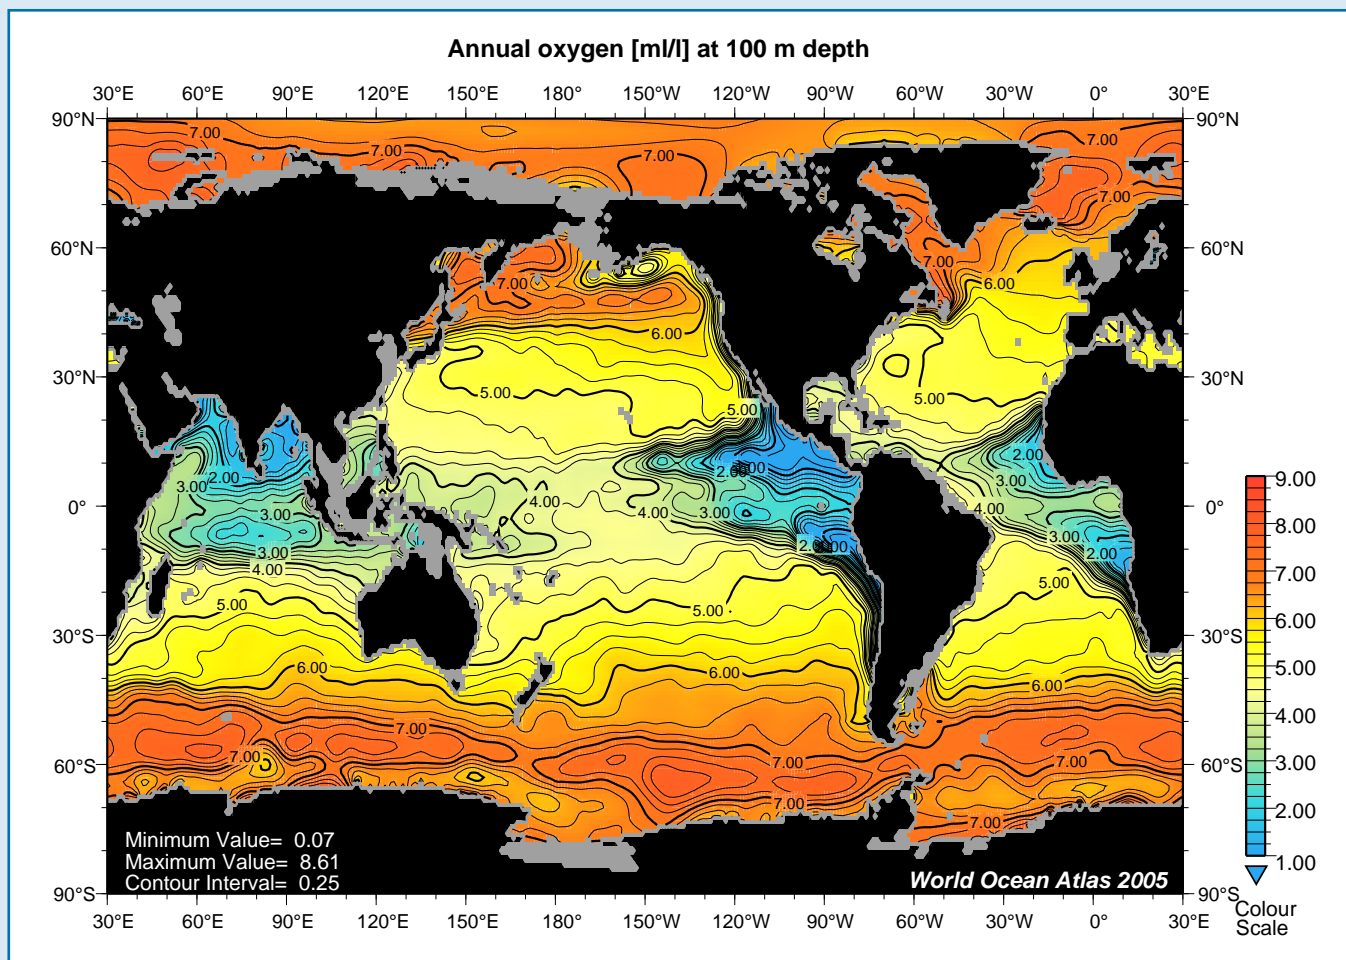 Annual oxygen [ml/l] at 100 m depth
30°E 60°E 90°E 120°E 150°E 180° 150°W 120°W 90°W 60°W 30°W 0° 30°E
90°N 90°N
7.00 7.00 7.00 7.00 7.00
60°N 60°N
7.00 7.00 6.00
6.00
30°N 30°N
5.00 5.00 5.00
2.00 2.00 2.00
3.00 3.00
0° 0°
3.00 4.00 4.00 3.00 4.00
3.00 3.00 2.00 2.00
4.00
5.00 5.00 5.00
30°S 30°S
6.00 6.00 6.00
7.00
60°S 7.00 7.00 7.00 60°S
7.00 7.00
90°S 90°S
Minimum Value= 0.07
Maximum Value= 8.61
Contour Interval= 0.25
World Ocean Atlas 2005
30°E 60°E 90°E 120°E 150°E 180° 150°W 120°W 90°W 60°W 30°W 0° 30°E
9.00
8.00
7.00
6.00
5.00
4.00
3.00
2.00
1.00
Colour
Scale